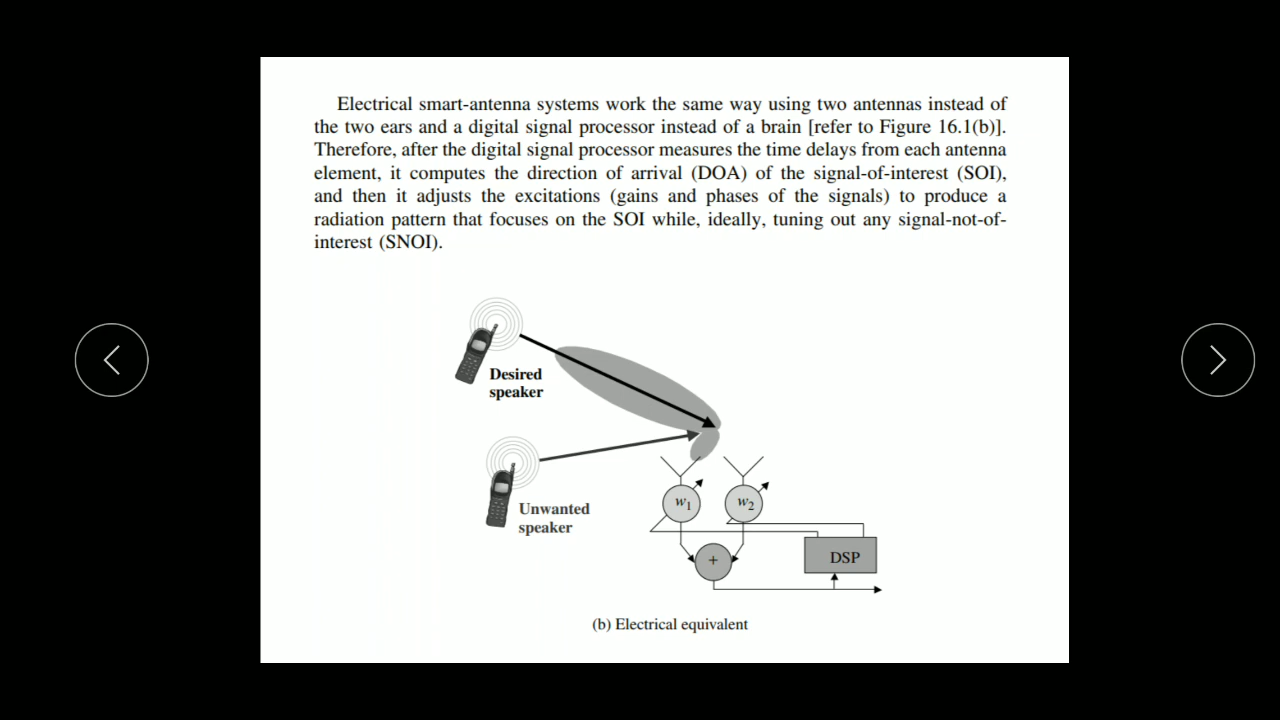 Electrical smart-antenna systems work the same way using two antennas instead of
the two ears and a digital signal processor instead of a brain [refer to Figure 16.1(b)].
Therefore, after the digital signal processor measures the time delays from each antenna
element, it computes the direction of arrival (DOA) of the signal-of-interest (SOI),
and then it adjusts the excitations (gains and phases of the signals) to produce a
radiation pattern that focuses on the SOI while, ideally, tuning out any signal-not-of-
interest (SNOI).
Desired
speaker
Unwanted
speaker
w1
w2
+
DSP
(b) Electrical equivalent